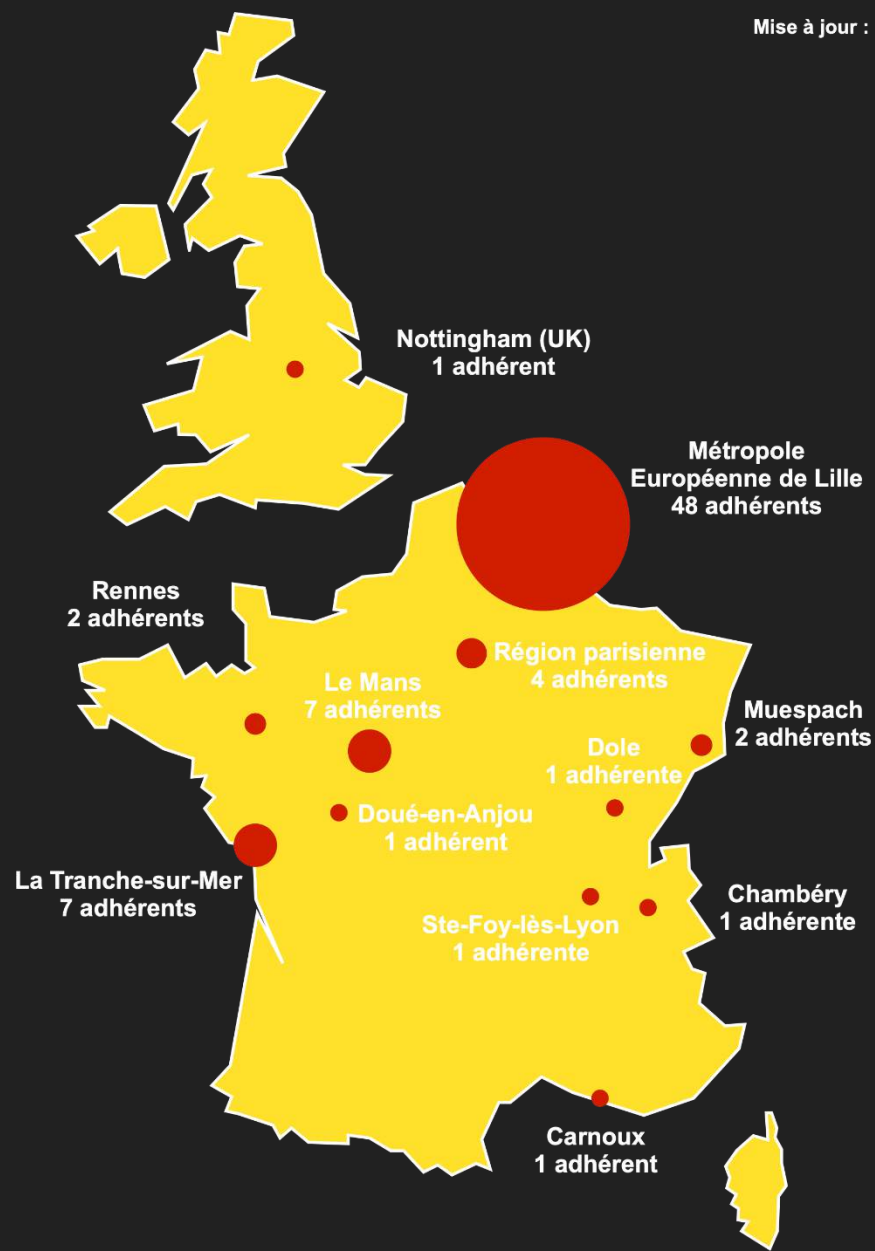 Mise à jour :
Nottingham (UK)
1 adhérent
Métropole
Européenne de Lille
48 adhérents
Rennes
2 adhérents
Région parisienne
4 adhérents
Le Mans
7 adhérents
Muespach
2 adhérents
Dole
1 adhérente
Doué-en-Anjou
1 adhérent
La Tranche-sur-Mer
7 adhérents
Chambéry
1 adhérente
Ste-Foy-lès-Lyon
1 adhérente
Carnoux
1 adhérent